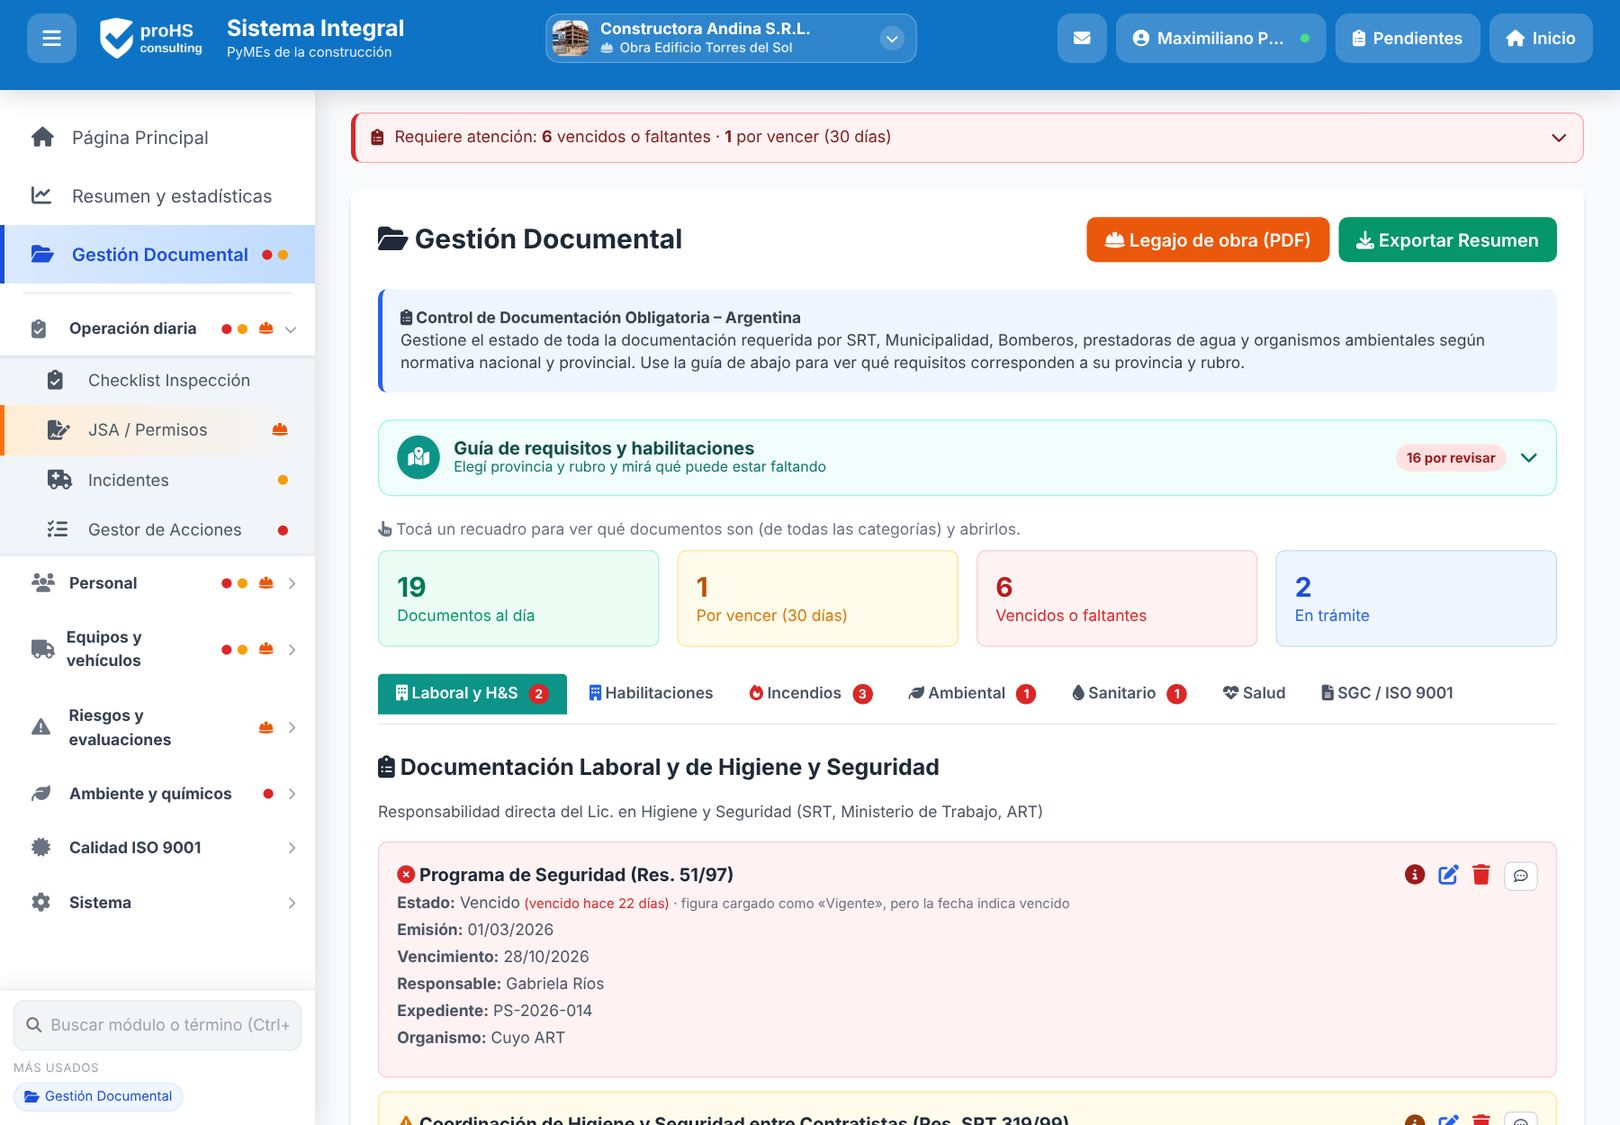 proHS
consulting
Sistema Integral
PyMEs de la construcción
Constructora Andina S.R.L.
Obra Edificio Torres del Sol
Maximiliano P...
Pendientes
Inicio
Página Principal
Resumen y estadísticas
Gestión Documental
Operación diaria
Checklist Inspección
JSA / Permisos
Incidentes
Gestor de Acciones
Personal
Equipos y
vehículos
Riesgos y
evaluaciones
Ambiente y químicos
Calidad ISO 9001
Sistema
Buscar módulo o término (Ctrl+
MÁS USADOS
Gestión Documental
Requiere atención: 6 vencidos o faltantes · 1 por vencer (30 días)
Gestión Documental
Legajo de obra (PDF)
Exportar Resumen
Control de Documentación Obligatoria – Argentina
Gestione el estado de toda la documentación requerida por SRT, Municipalidad, Bomberos, prestadoras de agua y organismos ambientales según
normativa nacional y provincial. Use la guía de abajo para ver qué requisitos corresponden a su provincia y rubro.
Guía de requisitos y habilitaciones
Elegí provincia y rubro y mirá qué puede estar faltando
16 por revisar
Tocá un recuadro para ver qué documentos son (de todas las categorías) y abrirlos.
19
Documentos al día
1
Por vencer (30 días)
6
Vencidos o faltantes
2
En trámite
Laboral y H&S 2
Habilitaciones
Incendios 3
Ambiental 1
Sanitario 1
Salud
SGC / ISO 9001
Documentación Laboral y de Higiene y Seguridad
Responsabilidad directa del Lic. en Higiene y Seguridad (SRT, Ministerio de Trabajo, ART)
Programa de Seguridad (Res. 51/97)
Estado: Vencido (vencido hace 22 días) · figura cargado como «Vigente», pero la fecha indica vencido
Emisión: 01/03/2026
Vencimiento: 28/10/2026
Responsable: Gabriela Ríos
Expediente: PS-2026-014
Organismo: Cuyo ART
Coordinación de Higiene y Seguridad entre Contratistas (Res. SRT 319/99)